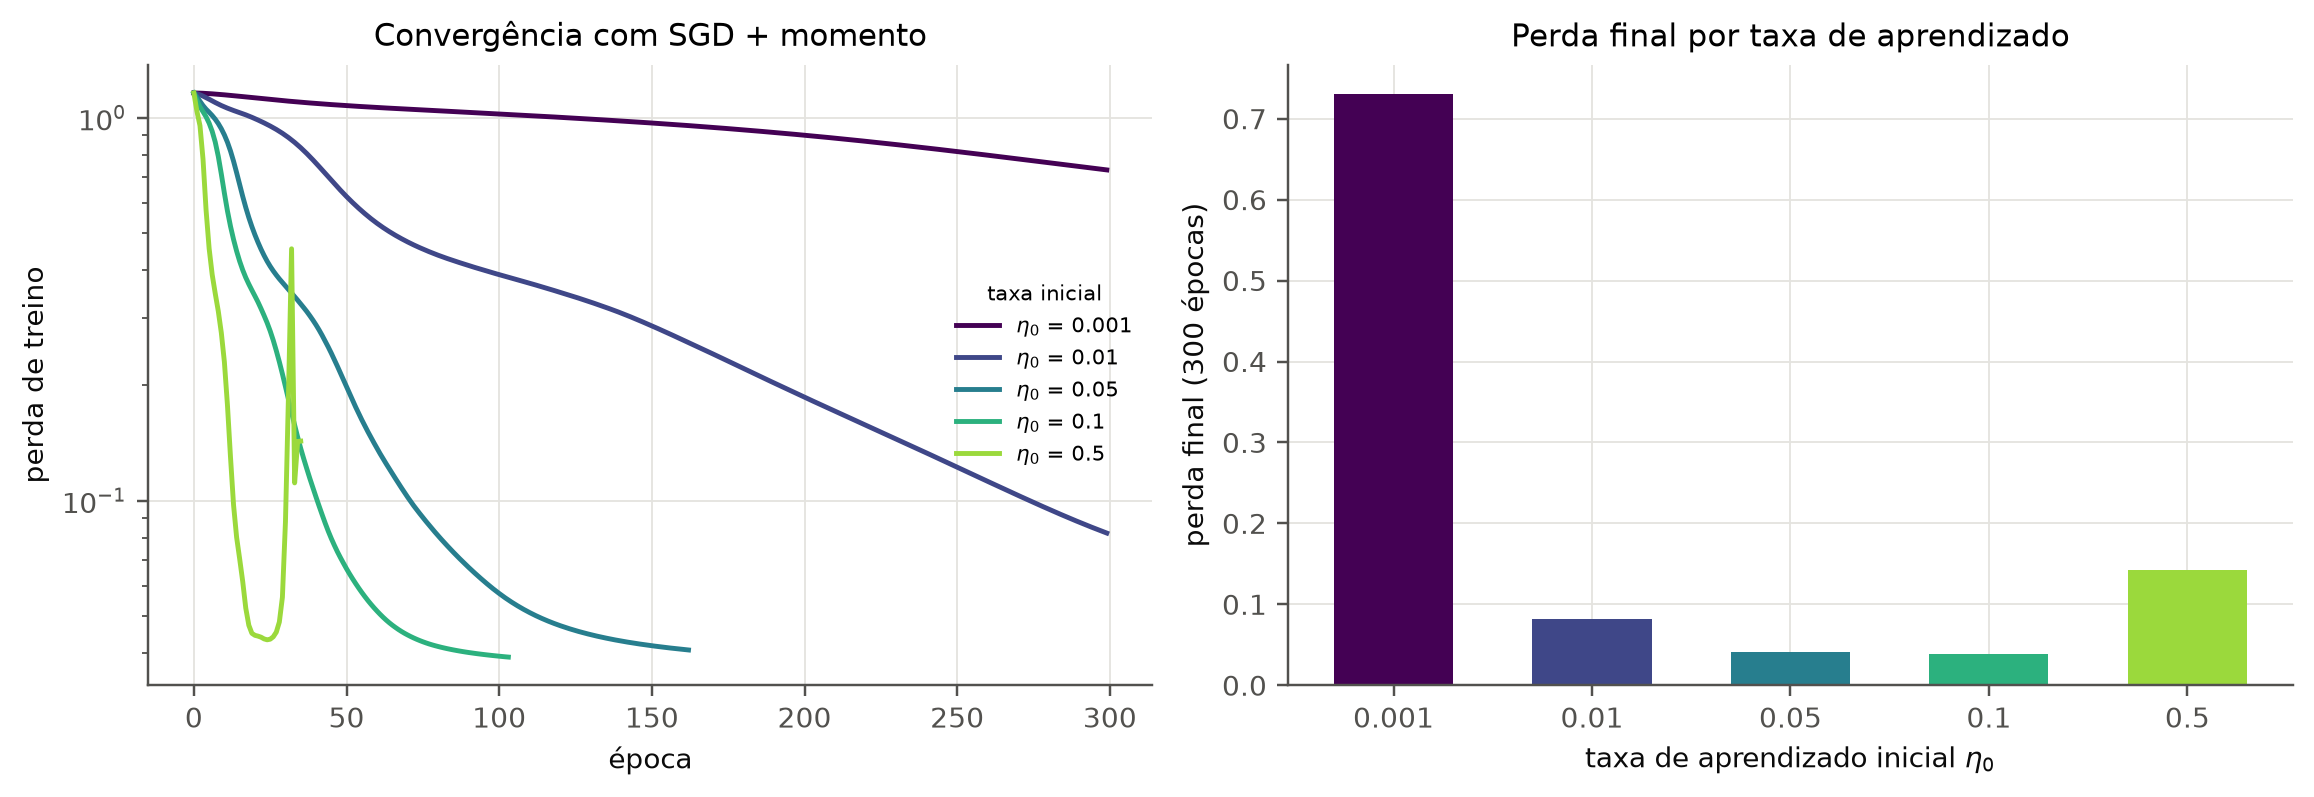 Convergência com SGD + momento
perda de treino
10⁰
10⁻¹
taxa inicial
η₀ = 0.001
η₀ = 0.01
η₀ = 0.05
η₀ = 0.1
η₀ = 0.5
0 50 100 150 200 250 300
época
Perda final por taxa de aprendizado
perda final (300 épocas)
0.7
0.6
0.5
0.4
0.3
0.2
0.1
0.0
0.001 0.01 0.05 0.1 0.5
taxa de aprendizado inicial η₀